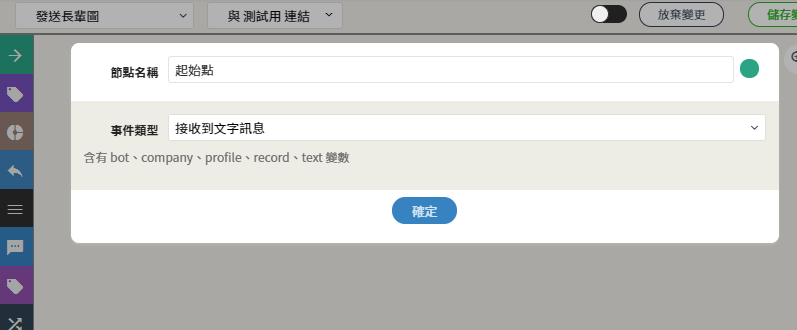 發送長輩圖
與 測試用 連結
放棄變更
儲存變
節點名稱
起始點
事件類型
接收到文字訊息
含有 bot、company、profile、record、text 變數
確定